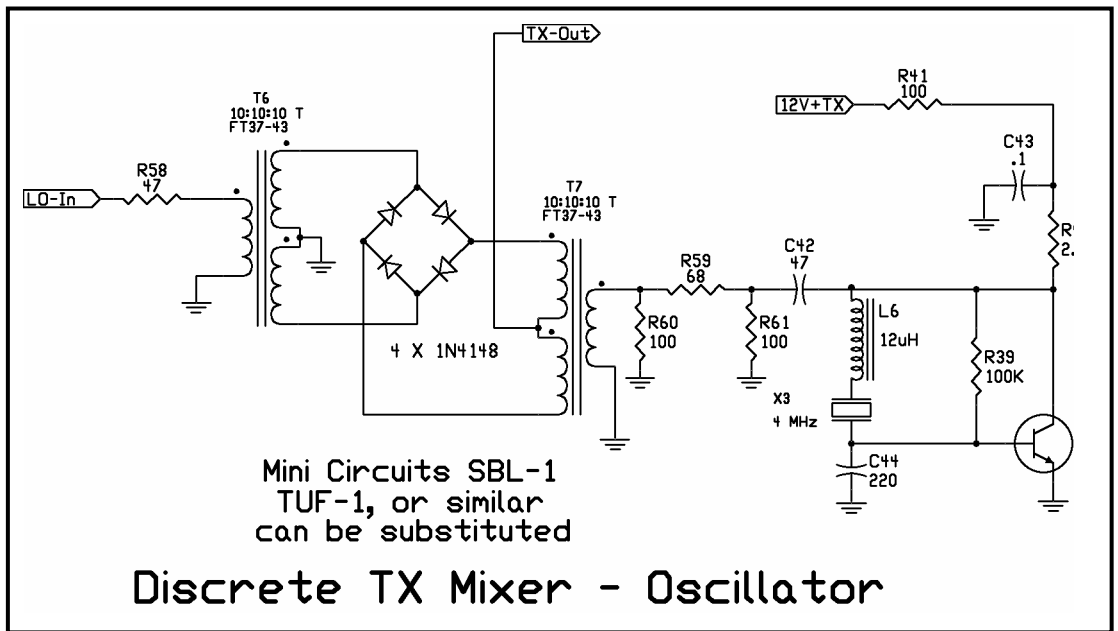 TX-Out
T6
10:10:10 T
FT37-43
R41
100
12V+TX
C43
.1
R58
47
LO-In
T7
10:10:10 T
FT37-43
C42
47
R59
68
R60
100
R61
100
L6
12uH
R39
100K
4 X 1N4148
X3
4 MHz
C44
220
Mini Circuits SBL-1
TUF-1, or similar
can be substituted
Discrete TX Mixer - Oscillator